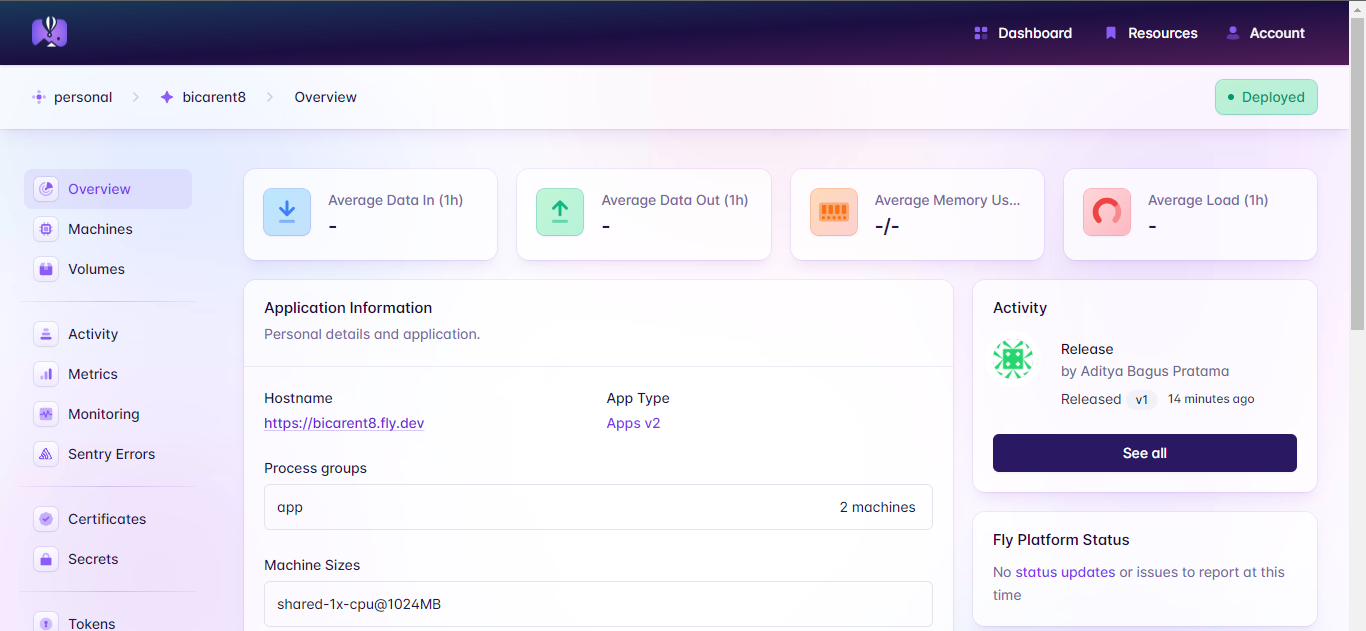 Dashboard
Resources
Account
personal
bicarent8
Overview
Deployed
Overview
Machines
Volumes
Activity
Metrics
Monitoring
Sentry Errors
Certificates
Secrets
Tokens
Average Data In (1h)
-
Average Data Out (1h)
-
Average Memory Us...
-/-
Average Load (1h)
-
Application Information
Personal details and application.
Hostname
https://bicarent8.fly.dev
App Type
Apps v2
Process groups
app
2 machines
Machine Sizes
shared-1x-cpu@1024MB
Activity
Release
by Aditya Bagus Pratama
Released v1 14 minutes ago
See all
Fly Platform Status
No status updates or issues to report at this
time